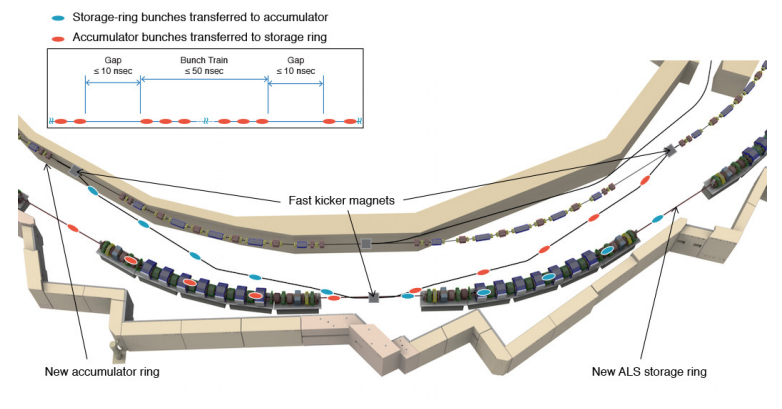 Storage-ring bunches transferred to accumulator
Accumulator bunches transferred to storage ring
Gap
≤ 10 nsec
Bunch Train
≤ 50 nsec
Gap
≤ 10 nsec
Fast kicker magnets
New accumulator ring
New ALS storage ring